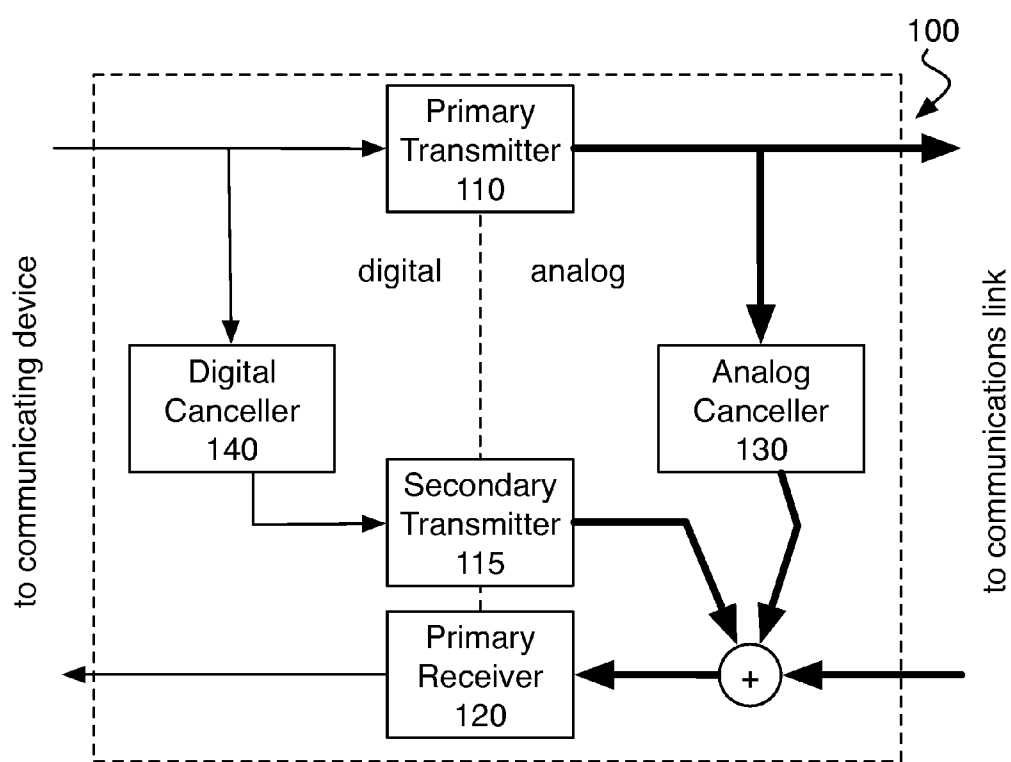 100
Primary
Transmitter
110
digital
analog
to communicating device
to communications link
Digital
Canceller
140
Analog
Canceller
130
Secondary
Transmitter
115
Primary
Receiver
120
+